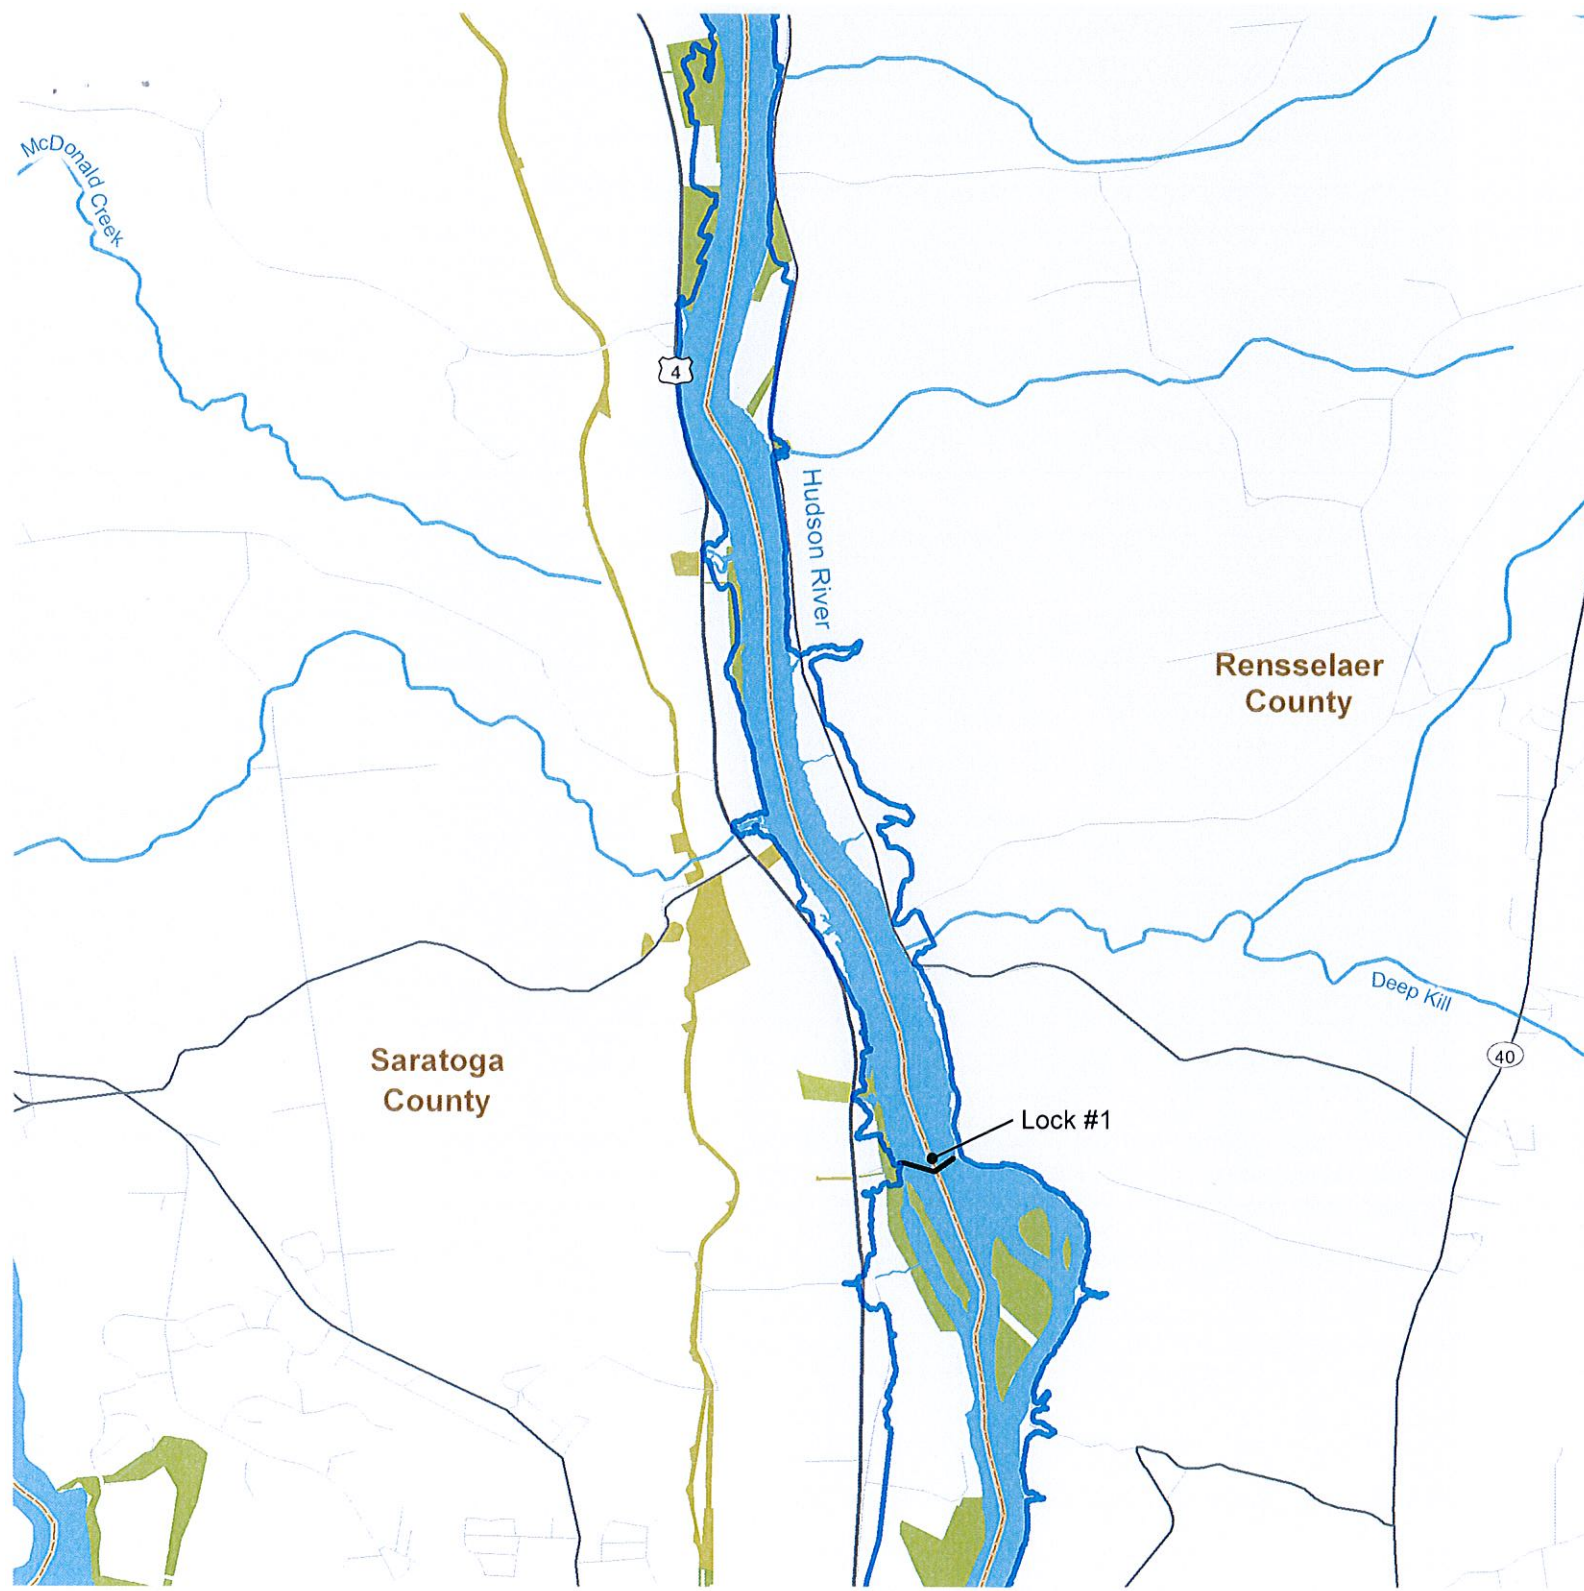 McDonald Creek
4
Hudson River
Rensselaer
County
Deep Kill
40
Saratoga
County
Lock #1